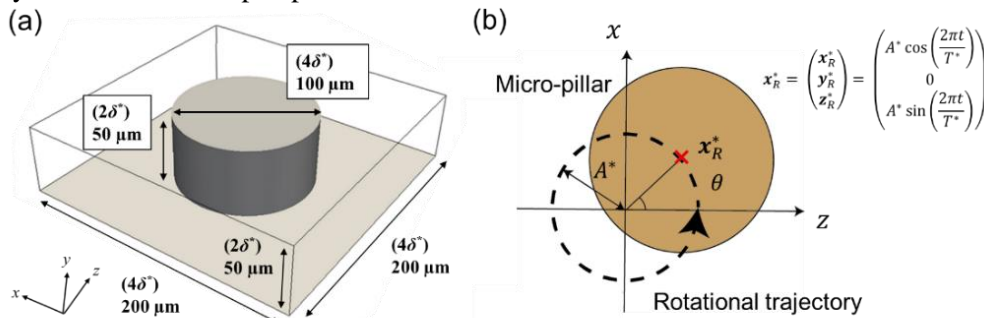 (a)
(4δ*)
100 μm
(2δ*)
50 μm
(2δ*)
50 μm
(4δ*)
200 μm
(4δ*)
200 μm
y
z
x
(b)
x
Micro-pillar
x*R
A*
θ
z
Rotational trajectory
x*R = (x*R y*R z*R) = (A* cos (2πt/T*) 0 A* sin (2πt/T*))